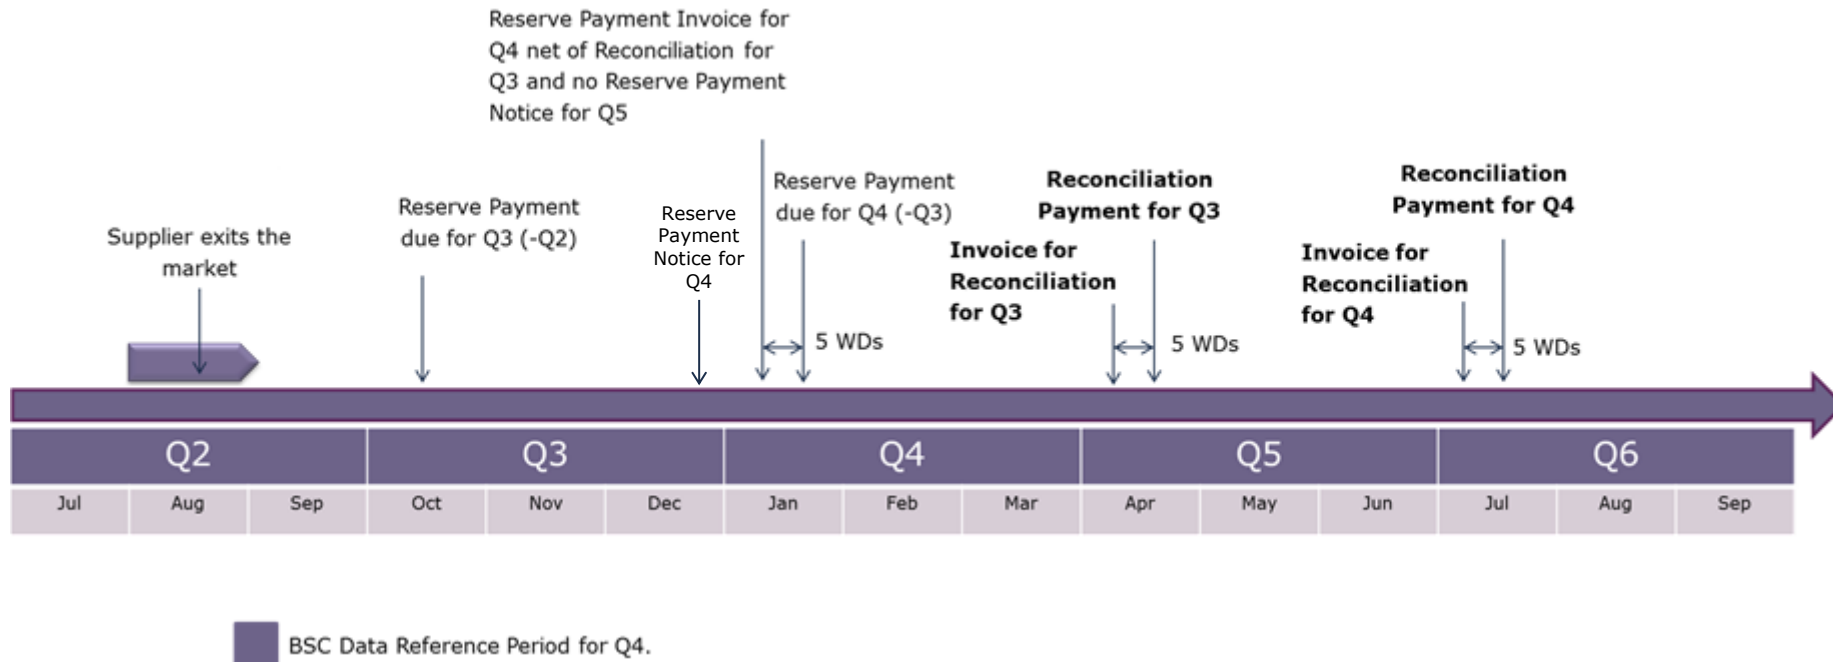 Reserve Payment Invoice for
Q4 net of Reconciliation for
Q3 and no Reserve Payment
Notice for Q5
Supplier exits the
market
Reserve Payment
due for Q3 (-Q2)
Reserve
Payment
Notice for
Q4
Reserve Payment
due for Q4 (-Q3)
5 WDs
Invoice for
Reconciliation
for Q3
Reconciliation
Payment for Q3
5 WDs
Invoice for
Reconciliation
for Q4
Reconciliation
Payment for Q4
5 WDs
Q2 Q3 Q4 Q5 Q6
Jul Aug Sep Oct Nov Dec Jan Feb Mar Apr May Jun Jul Aug Sep
BSC Data Reference Period for Q4.